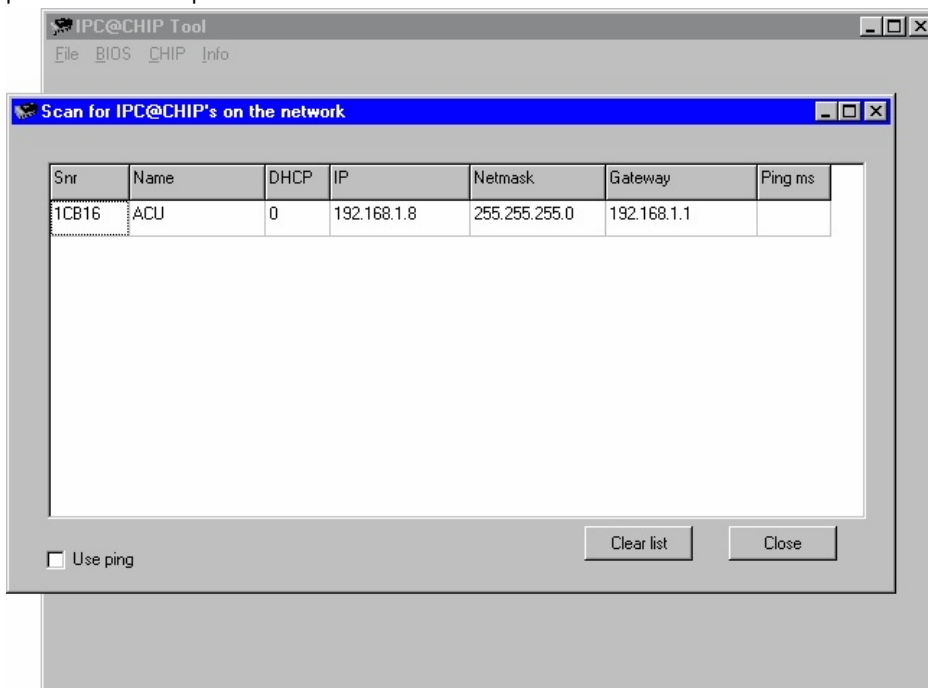 IPC@CHIP Tool
File BIOS CHIP Info
Scan for IPC@CHIP's on the network
Snr Name DHCP IP Netmask Gateway Ping ms
1CB16 ACU 0 192.168.1.8 255.255.255.0 192.168.1.1
Clear list Close
Use ping